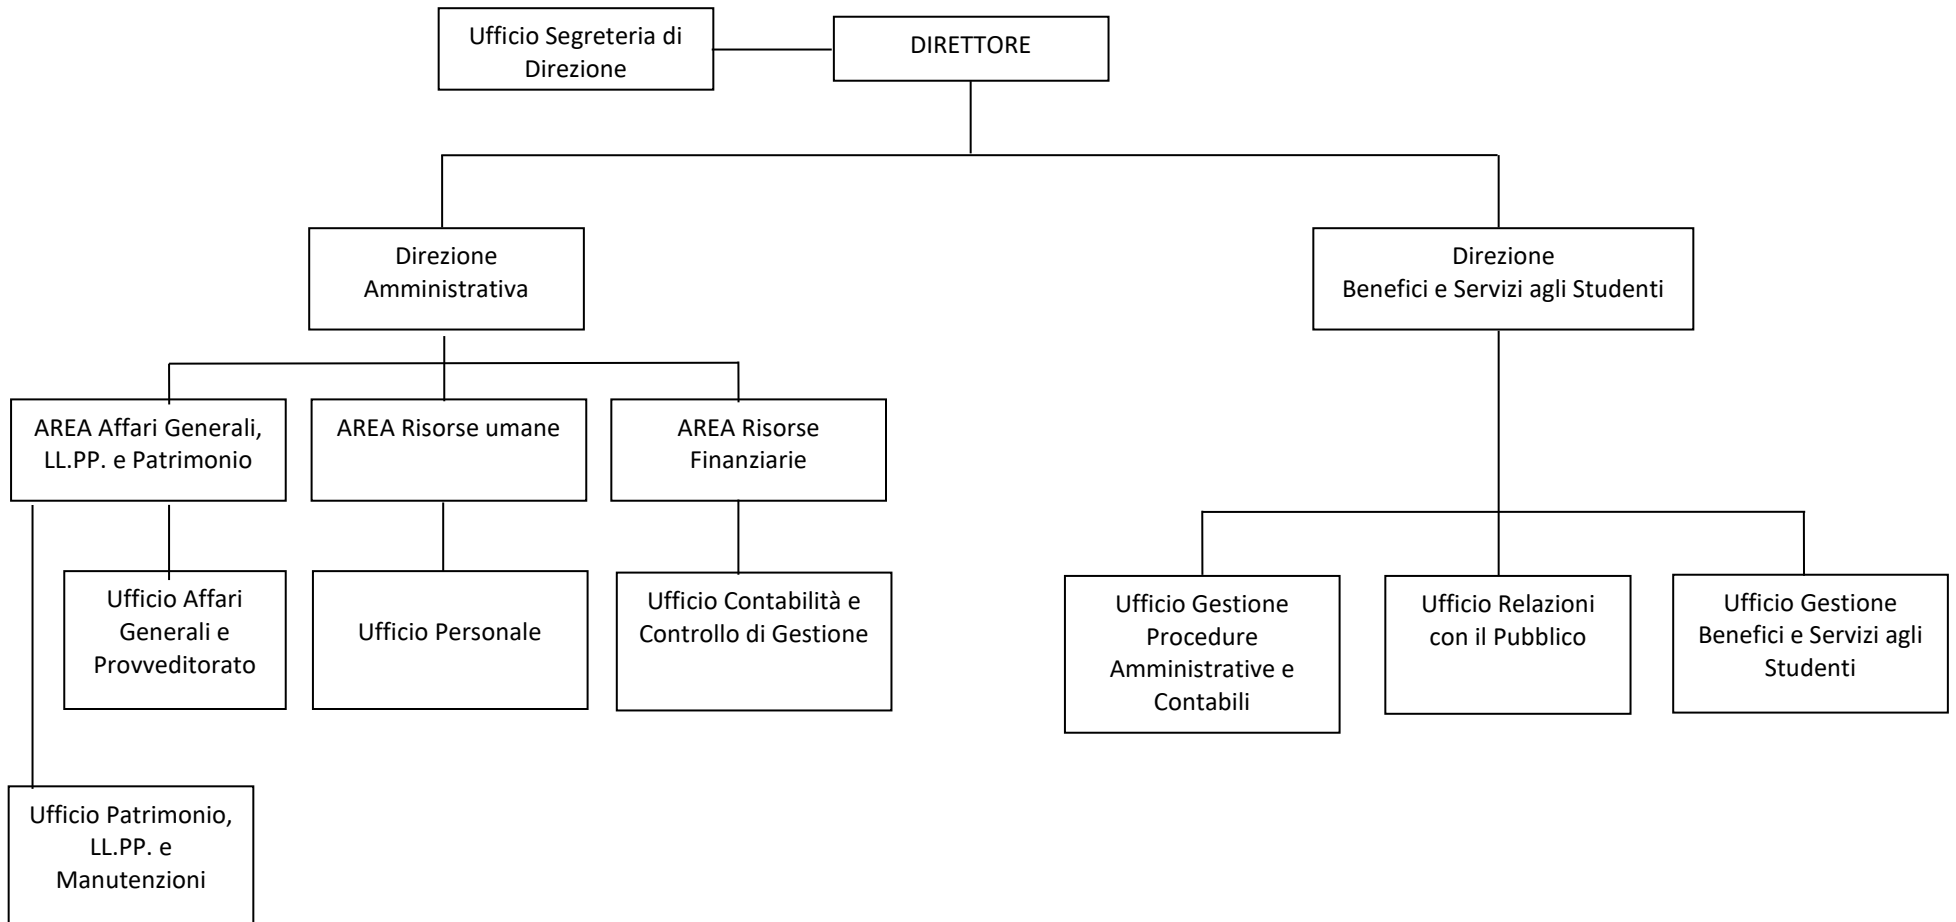 Ufficio Segreteria di
Direzione
DIRETTORE
Direzione
Amministrativa
Direzione
Benefici e Servizi agli Studenti
AREA Affari Generali,
LL.PP. e Patrimonio
AREA Risorse umane
AREA Risorse
Finanziarie
Ufficio Affari
Generali e
Provveditorato
Ufficio Personale
Ufficio Contabilità e
Controllo di Gestione
Ufficio Gestione
Procedure
Amministrative e
Contabili
Ufficio Relazioni
con il Pubblico
Ufficio Gestione
Benefici e Servizi agli
Studenti
Ufficio Patrimonio,
LL.PP. e
Manutenzioni